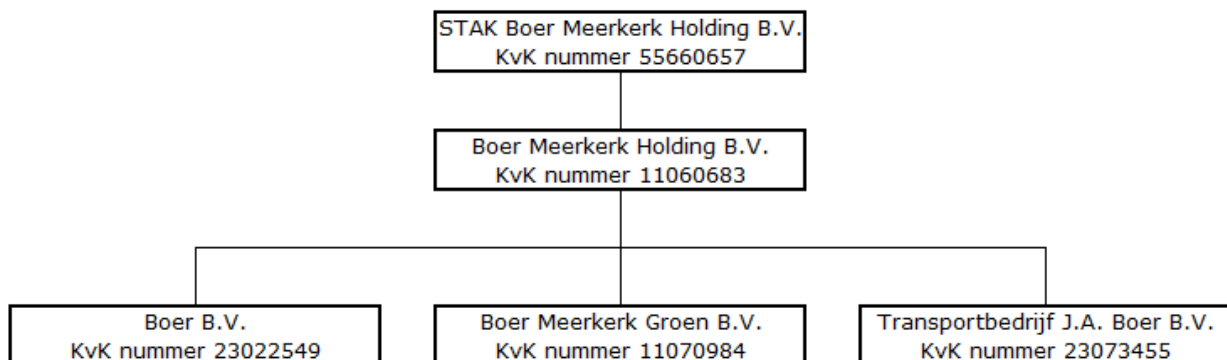 STAK Boer Meerkerk Holding B.V.
KvK nummer 55660657
Boer Meerkerk Holding B.V.
KvK nummer 11060683
Boer B.V.
KvK nummer 23022549
Boer Meerkerk Groen B.V.
KvK nummer 11070984
Transportbedrijf J.A. Boer B.V.
KvK nummer 23073455